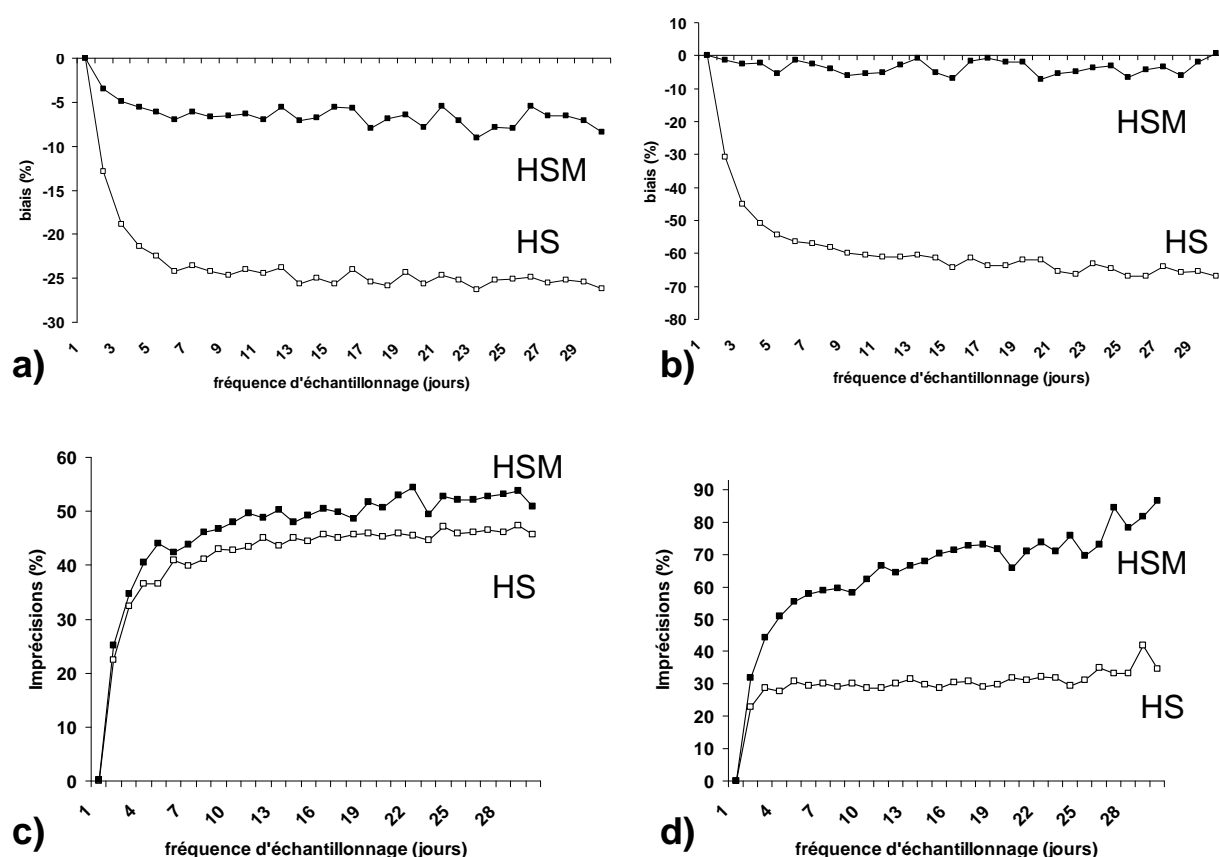 0
-5
-10
-15
-20
-25
-30
biais (%)
HSM
HS
1 3 5 7 9 11 13 15 17 19 21 23 25 27 29
fréquence d'échantillonnage (jours)
a)
10
0
-10
-20
-30
-40
-50
-60
-70
-80
biais (%)
HSM
HS
1 3 5 7 9 11 13 15 17 19 21 23 25 27 29
fréquence d'échantillonnage (jours)
b)
60
50
40
30
20
10
0
Imprécisions (%)
HSM
HS
1 4 7 10 13 16 19 22 25 28
fréquence d'échantillonnage (jours)
c)
90
80
70
60
50
40
30
20
10
0
Imprécisions (%)
HSM
HS
1 4 7 10 13 16 19 22 25 28
fréquence d'échantillonnage (jours)
d)